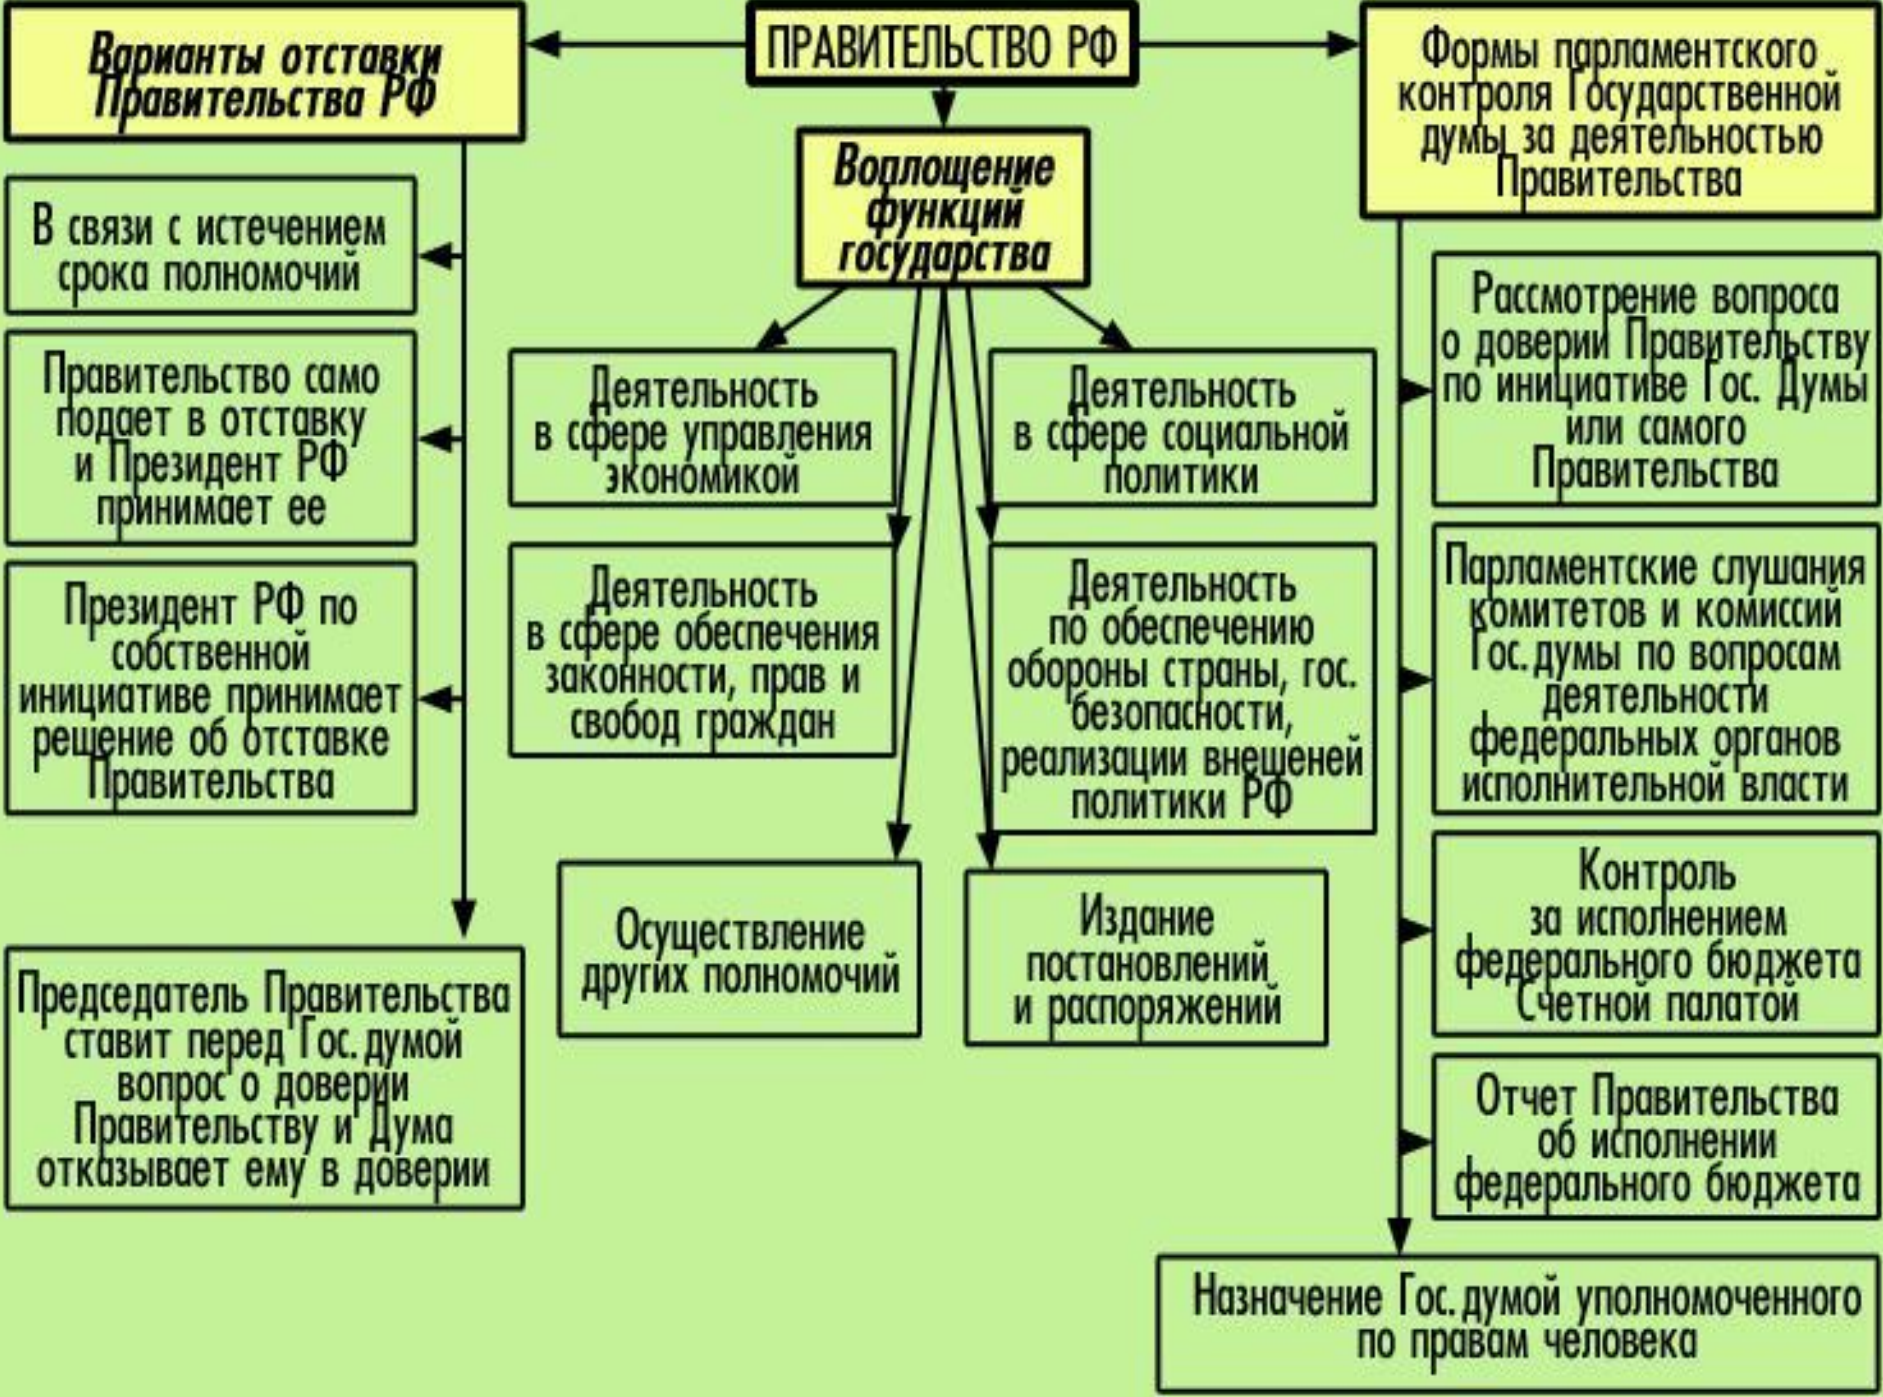 ПРАВИТЕЛЬСТВО РФ
Варианты отставки
Правительства РФ
В связи с истечением
срока полномочий
Правительство само
подает в отставку
и Президент РФ
принимает ее
Президент РФ по
собственной
инициативе принимает
решение об отставке
Правительства
Председатель Правительства
ставит перед Гос. думой
вопрос о доверии
Правительству и Дума
отказывает ему в доверии
Воплощение
функций
государства
Деятельность
в сфере управления
экономикой
Деятельность
в сфере социальной
политики
Деятельность
в сфере обеспечения
законности, прав и
свобод граждан
Деятельность
по обеспечению
обороны страны, гос.
безопасности,
реализации внешеней
политики РФ
Осуществление
других полномочий
Издание
постановлений
и распоряжений
Формы парламентского
контроля Государственной
думы за деятельностью
Правительства
Рассмотрение вопроса
о доверии Правительству
по инициативе Гос. Думы
или самого
Правительства
Парламентские слушания
комитетов и комиссий
Гос. думы по вопросам
деятельности
федеральных органов
исполнительной власти
Контроль
за исполнением
федерального бюджета
Счетной палатой
Отчет Правительства
об исполнении
федерального бюджета
Назначение Гос. думой уполномоченного
по правам человека